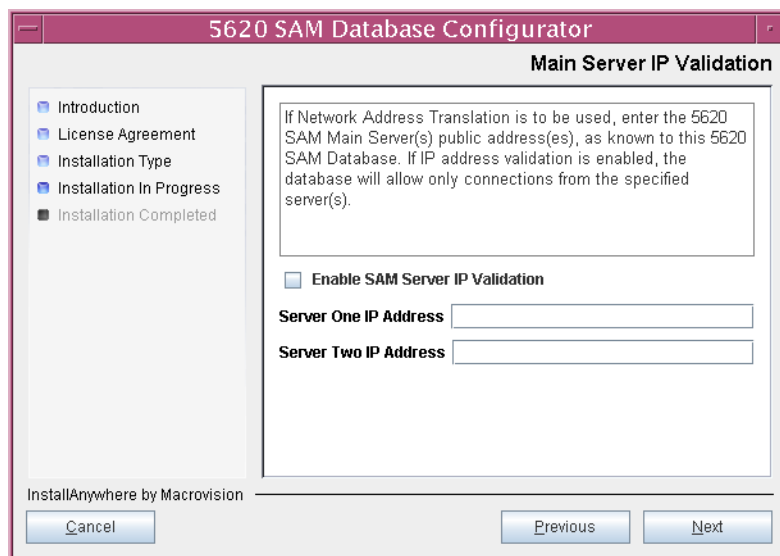 5620 SAM Database Configurator
Main Server IP Validation
Introduction
License Agreement
Installation Type
Installation In Progress
Installation Completed
If Network Address Translation is to be used, enter the 5620
SAM Main Server(s) public address(es), as known to this 5620
SAM Database. If IP address validation is enabled, the
database will allow only connections from the specified
server(s).
Enable SAM Server IP Validation
Server One IP Address
Server Two IP Address
InstallAnywhere by Macrovision
Cancel
Previous
Next